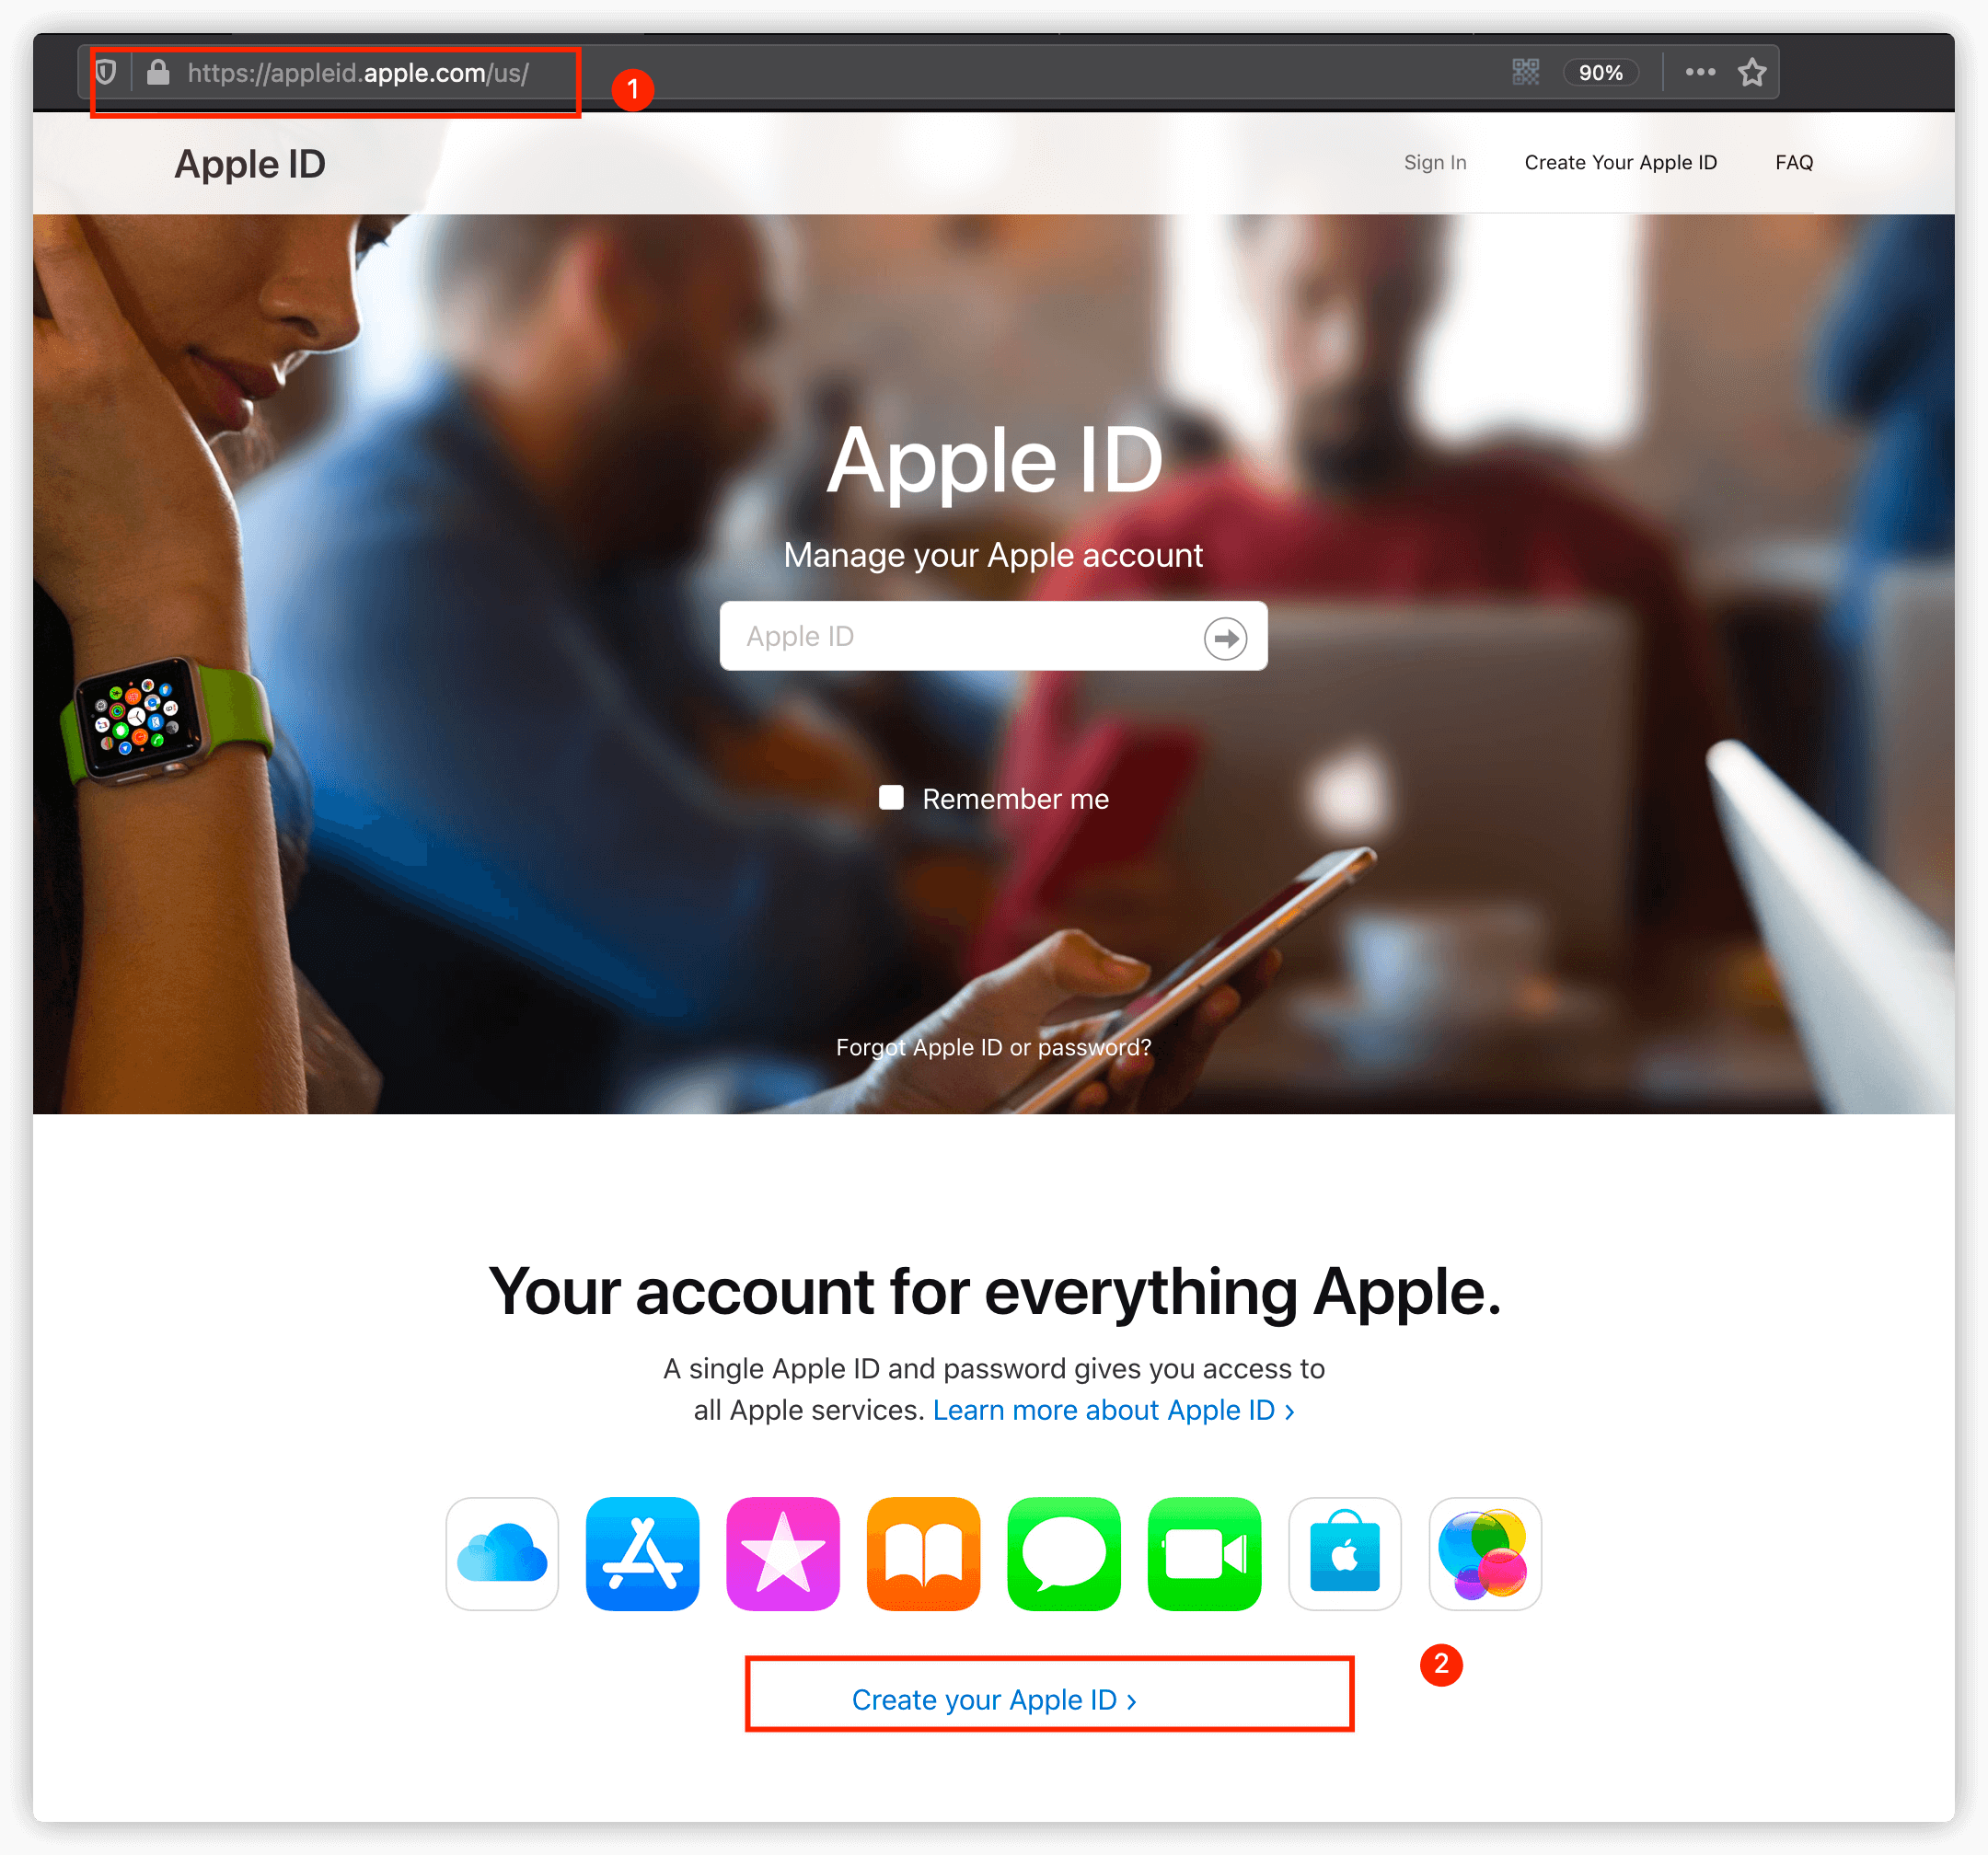 https://appleid.apple.com/us/
1
90%
Apple ID
Sign In
Create Your Apple ID
FAQ
Apple ID
Manage your Apple account
Apple ID
Remember me
Forgot Apple ID or password?
Your account for everything Apple.
A single Apple ID and password gives you access to
all Apple services. Learn more about Apple ID ›
2
Create your Apple ID ›